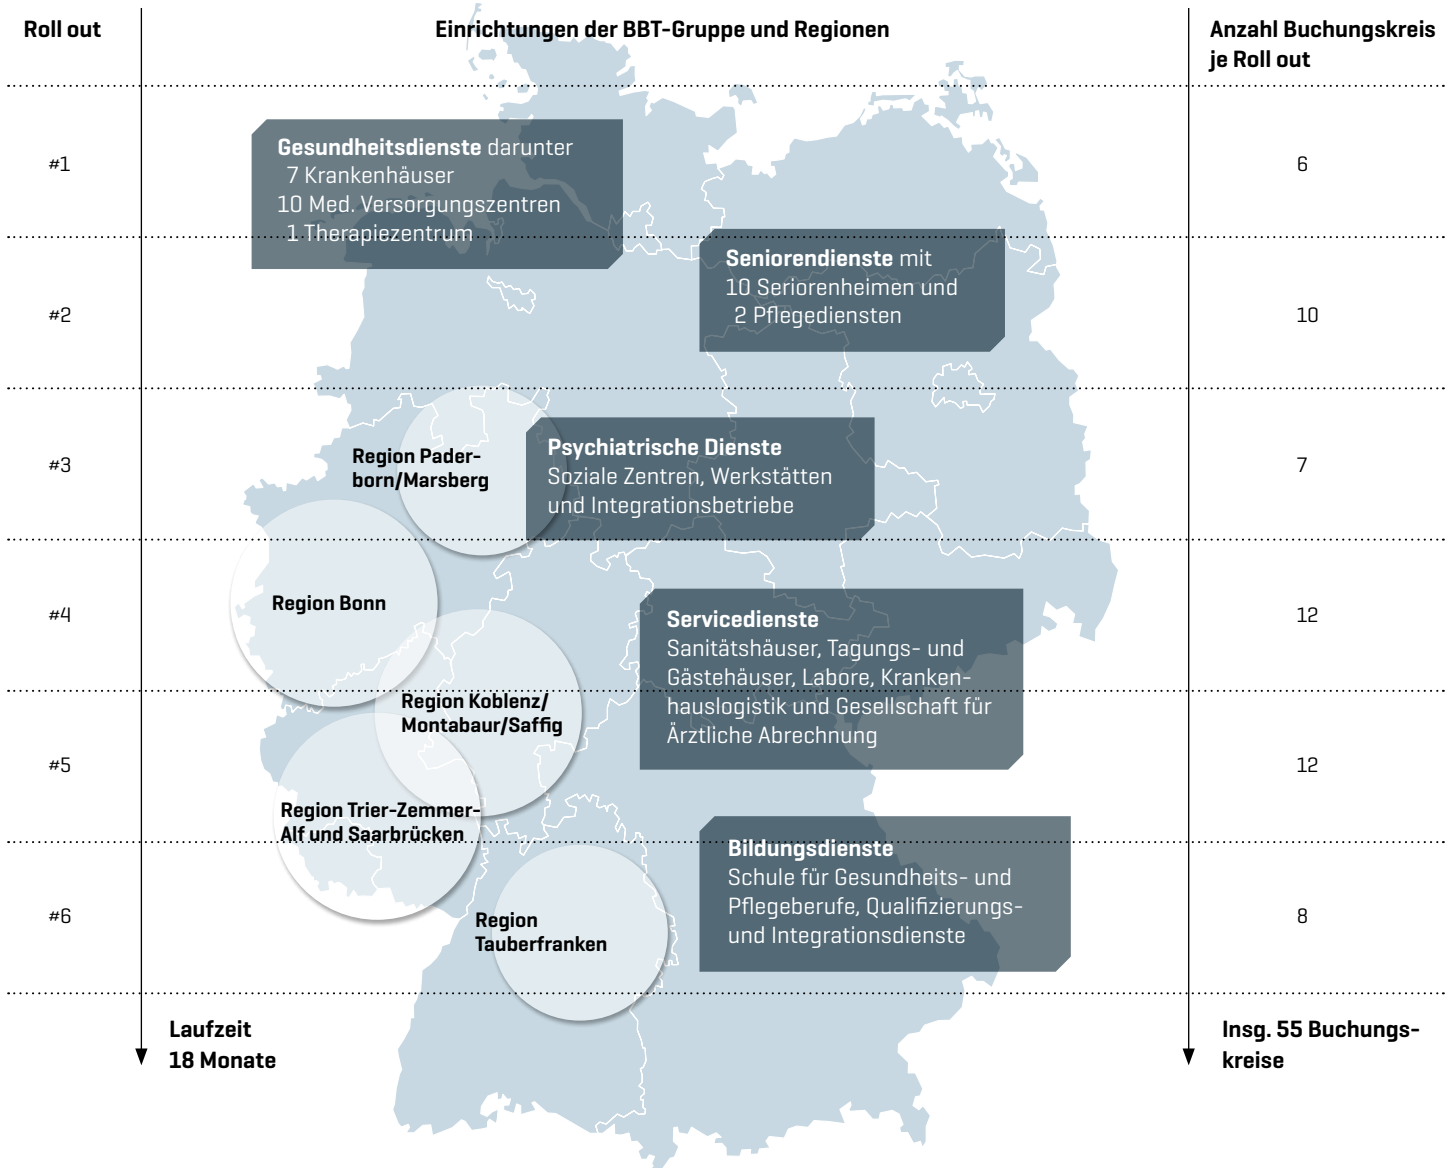 Roll out
Einrichtungen der BBT-Gruppe und Regionen
Anzahl Buchungskreis
je Roll out
#1
Gesundheitsdienste darunter
7 Krankenhäuser
10 Med. Versorgungszentren
1 Therapiezentrum
6
#2
Seniorendienste mit
10 Seriorenheimen und
2 Pflegediensten
10
#3
Region Pader-
born/Marsberg
Psychiatrische Dienste
Soziale Zentren, Werkstätten
und Integrationsbetriebe
7
#4
Region Bonn
Servicedienste
Sanitätshäuser, Tagungs- und
Gästehäuser, Labore, Kranken-
hauslogistik und Gesellschaft für
Ärztliche Abrechnung
12
Region Koblenz/
Montabaur/Saffig
#5
12
Region Trier-Zemmer-
Alf und Saarbrücken
#6
Region
Tauberfranken
Bildungsdienste
Schule für Gesundheits- und
Pflegeberufe, Qualifizierungs-
und Integrationsdienste
8
Laufzeit
18 Monate
Insg. 55 Buchungs-
kreise